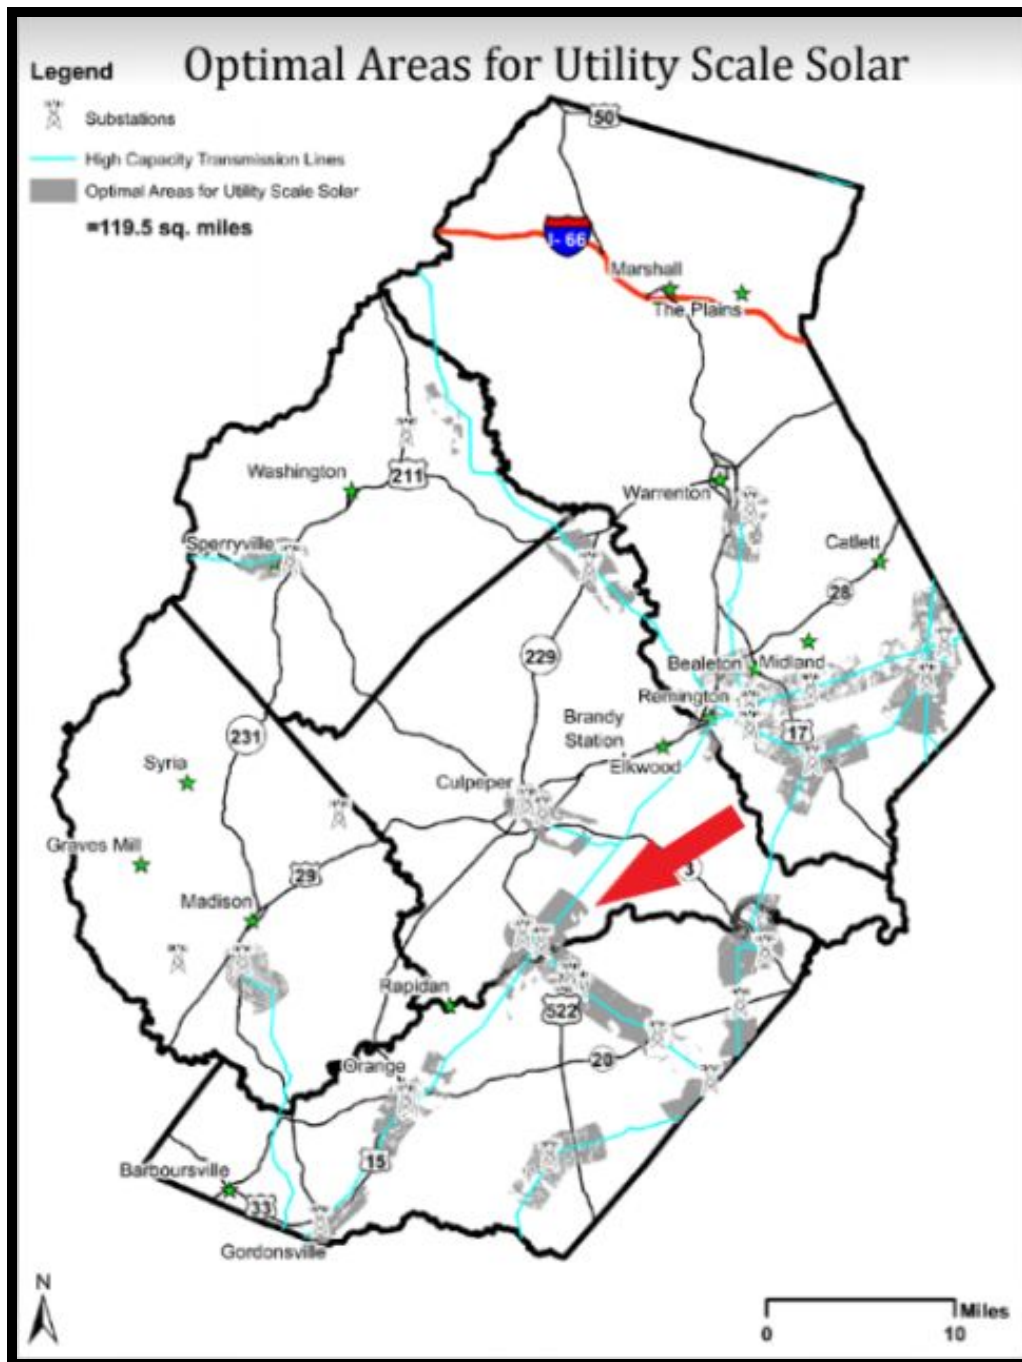 Optimal Areas for Utility Scale Solar
Legend
Substations
High Capacity Transmission Lines
Optimal Areas for Utility Scale Solar
=119.5 sq. miles
50
I- 66
Marshall
The Plains
Washington
211
Warrenton
Sperryville
Catlett
28
229
Bealeton
Midland
Remington
Brandy
Station
17
231
Elkwood
Syria
Culpeper
Graves Mill
3
29
Madison
Rapidan
522
20
Orange
15
Barboursville
33
Gordonsville
N
Miles
0 10